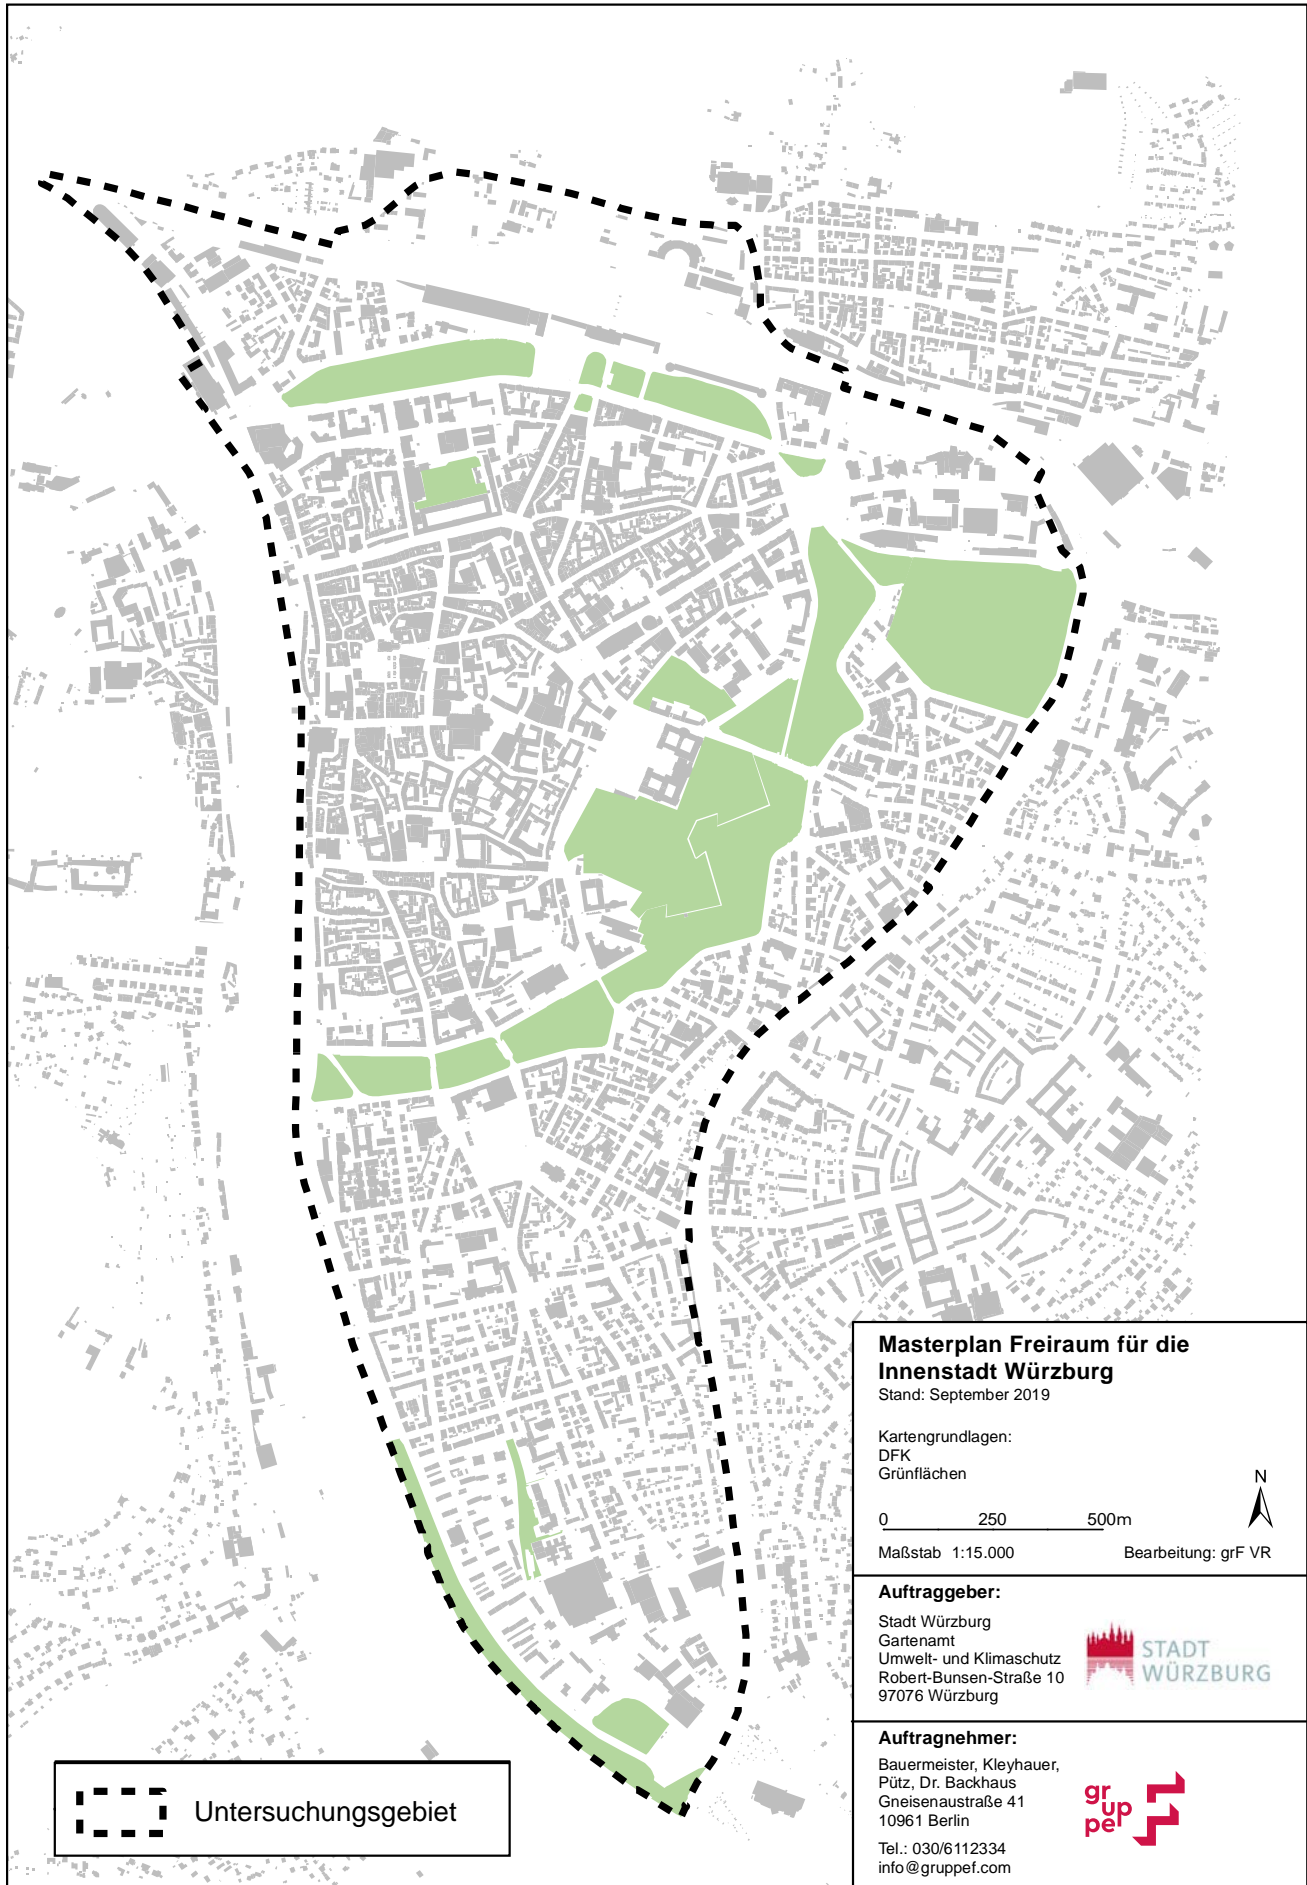 Masterplan Freiraum für die
Innenstadt Würzburg
Stand: September 2019
Kartengrundlagen:
DFK
Grünflächen
N
0 250 500m
Maßstab 1:15.000 Bearbeitung: grF VR
Auftraggeber:
Stadt Würzburg
Gartenamt
Umwelt- und Klimaschutz
Robert-Bunsen-Straße 10
97076 Würzburg
STADT
WÜRZBURG
Auftragnehmer:
Bauermeister, Kleyhauer,
Pütz, Dr. Backhaus
Gneisenaustraße 41
10961 Berlin
Tel.: 030/6112334
info@gruppef.com
gr
up
pe
Untersuchungsgebiet